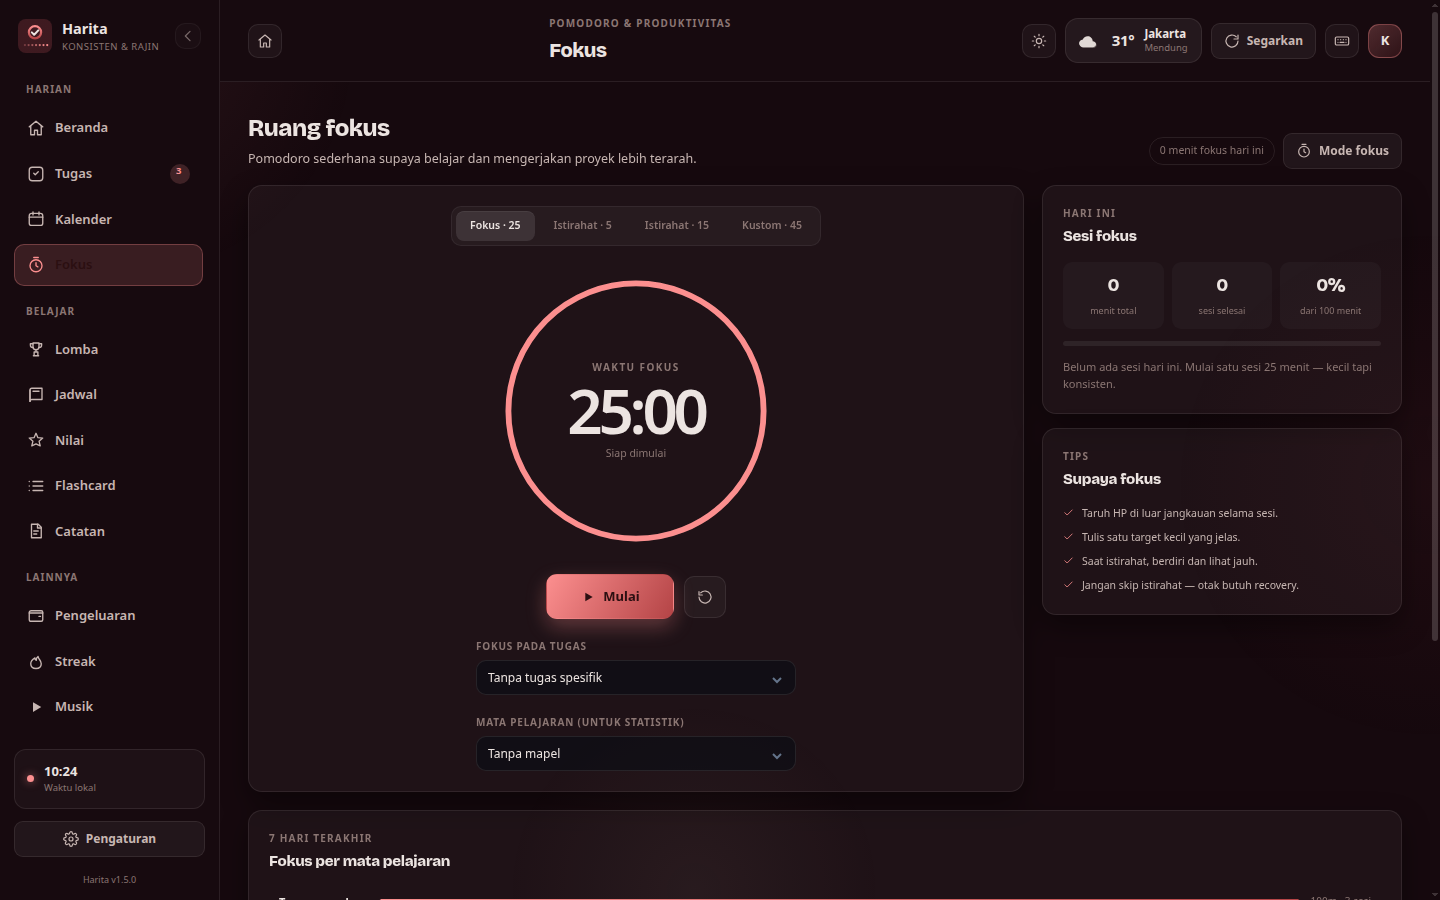 Harita
KONSISTEN & RAJIN
HARIAN
Beranda
Tugas
3
Kalender
Fokus
BELAJAR
Lomba
Jadwal
Nilai
Flashcard
Catatan
LAINNYA
Pengeluaran
Streak
Musik
10:24
Waktu lokal
Pengaturan
Harita v1.5.0
POMODORO & PRODUKTIVITAS
Fokus
31°
Jakarta
Mendung
Segarkan
K
Ruang fokus
Pomodoro sederhana supaya belajar dan mengerjakan proyek lebih terarah.
0 menit fokus hari ini
Mode fokus
Fokus · 25
Istirahat · 5
Istirahat · 15
Kustom · 45
WAKTU FOKUS
25:00
Siap dimulai
Mulai
FOKUS PADA TUGAS
Tanpa tugas spesifik
MATA PELAJARAN (UNTUK STATISTIK)
Tanpa mapel
HARI INI
Sesi fokus
0
menit total
0
sesi selesai
0%
dari 100 menit
Belum ada sesi hari ini. Mulai satu sesi 25 menit — kecil tapi
konsisten.
TIPS
Supaya fokus
Taruh HP di luar jangkauan selama sesi.
Tulis satu target kecil yang jelas.
Saat istirahat, berdiri dan lihat jauh.
Jangan skip istirahat — otak butuh recovery.
7 HARI TERAKHIR
Fokus per mata pelajaran